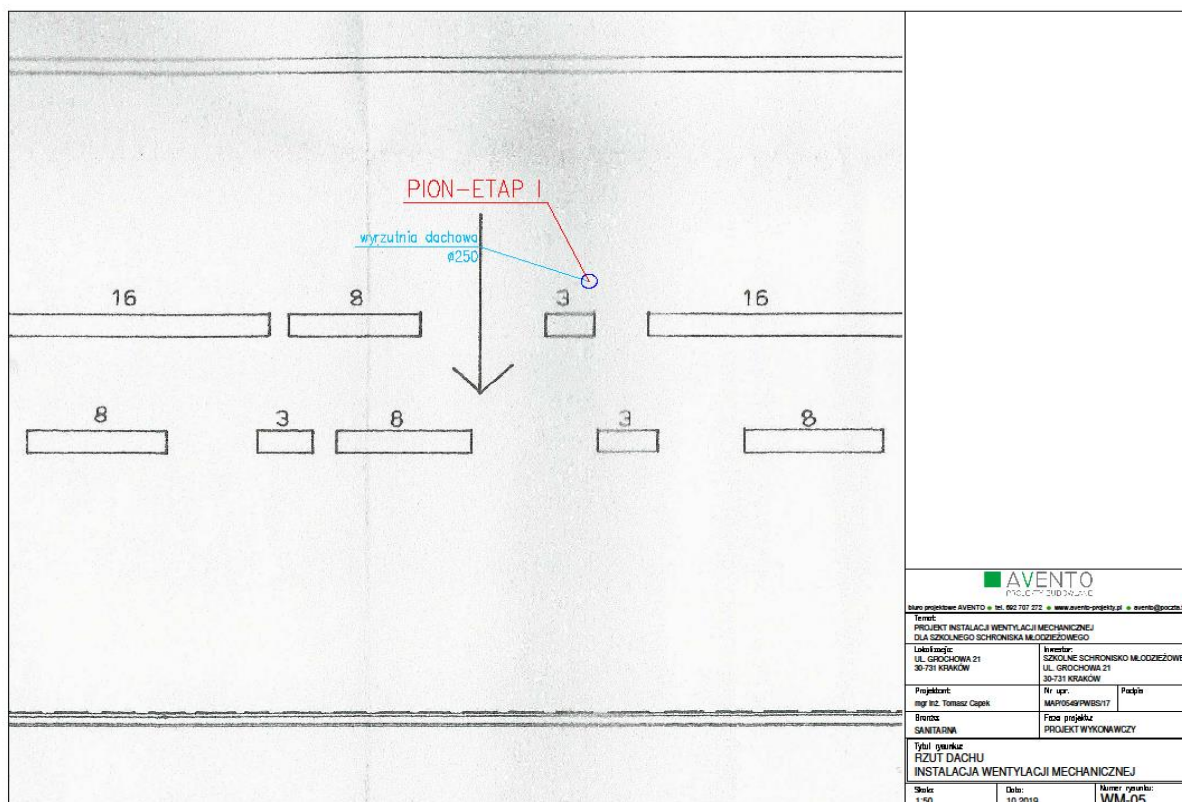 PION-ETAP I
wyrzutnia dachowa
ø250
16
8
3
16
8
3
8
3
8
AVENTO
PROJEKTY BUDOWLANE
biuro projektowe AVENTO ● tel. 692 707 272 ● www.avento-projekty.pl ● avento@poczta.
Temat:
PROJEKT INSTALACJI WENTYLACJI MECHANICZNEJ
DLA SZKOLNEGO SCHRONISKA MŁODZIEŻOWEGO
Lokalizacja:
UL. GROCHOWA 21
30-731 KRAKÓW
Inwestor:
SZKOLNE SCHRONISKO MŁODZIEŻOWE
UL. GROCHOWA 21
30-731 KRAKÓW
Projektant:
mgr inż. Tomasz Capek
Nr upr.
MAP/0549/PWBS/17
Podpis
Branża:
SANITARNA
Faza projektu:
PROJEKT WYKONAWCZY
Tytuł rysunku:
RZUT DACHU
INSTALACJA WENTYLACJI MECHANICZNEJ
Skala:
1:50
Data:
10.2019
Numer rysunku:
WM-05